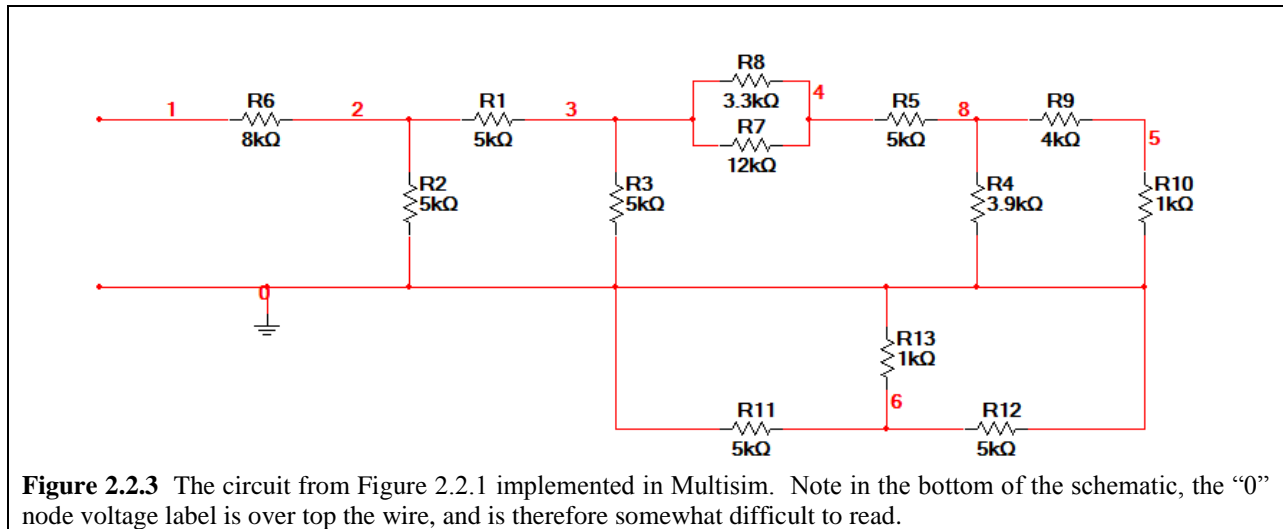 R8
3.3kΩ
4
1
R6
8kΩ
2
R1
5kΩ
3
R7
12kΩ
R5
5kΩ
8
R9
4kΩ
5
R2
5kΩ
R3
5kΩ
R4
3.9kΩ
R10
1kΩ
0
R13
1kΩ
6
R11
5kΩ
R12
5kΩ
Figure 2.2.3 The circuit from Figure 2.2.1 implemented in Multisim. Note in the bottom of the schematic, the “0”
node voltage label is over top the wire, and is therefore somewhat difficult to read.